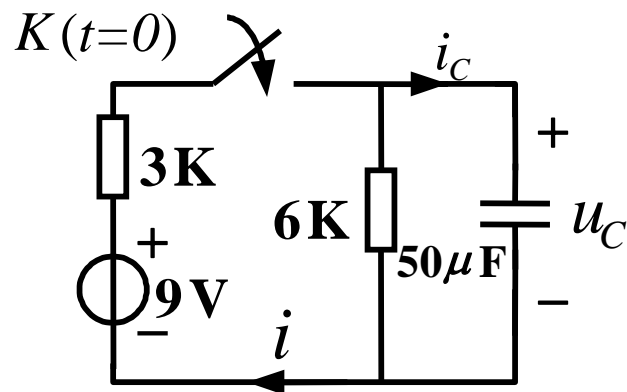 K(t=0)
i_C
3K
+
6K
50μF
u_C
+
9V
−
−
i